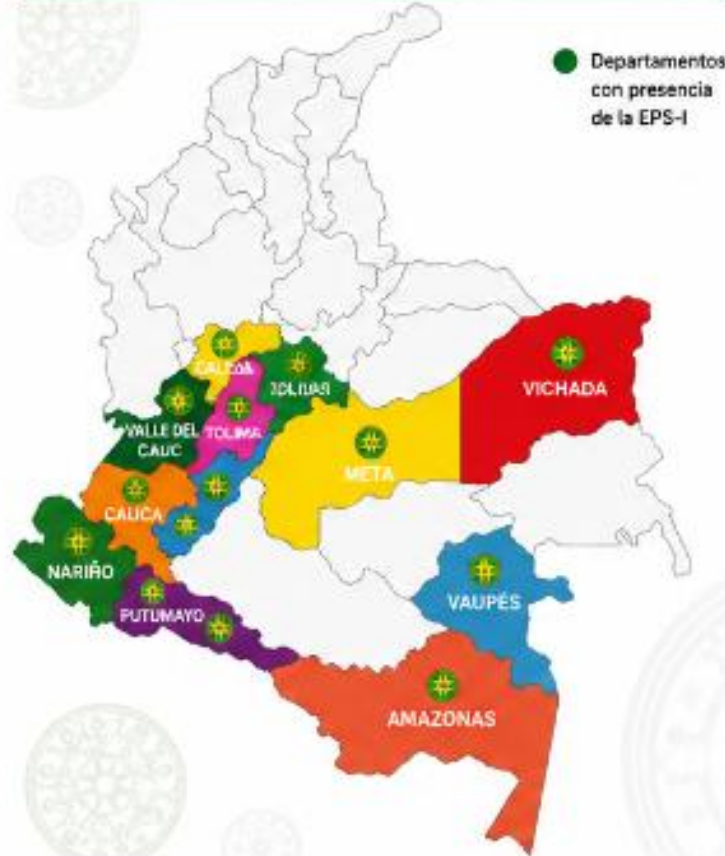 Departamentos
con presencia
de la EPS-I
VICHADA
VALLE DEL
CAUC
TOLIMA
META
CAUCA
NARIÑO
PUTUMAYO
VAUPÉS
AMAZONAS